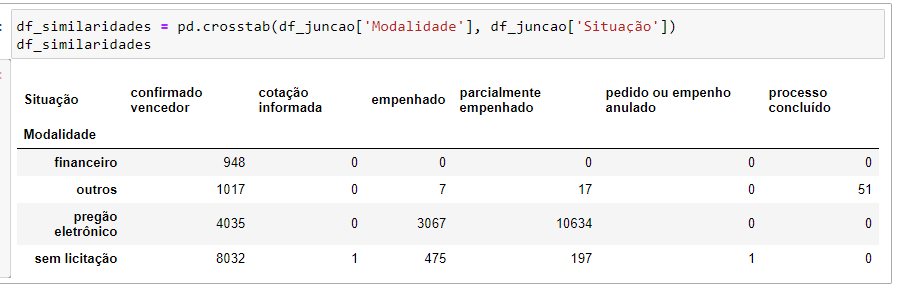 df_similaridades = pd.crosstab(df_juncao['Modalidade'], df_juncao['Situação'])
df_similaridades
Situação confirmado vencedor cotação informada empenhado parcialmente empenhado pedido ou empenho anulado processo concluído
Modalidade
financeiro 948 0 0 0 0 0
outros 1017 0 7 17 0 51
pregão eletrônico 4035 0 3067 10634 0 0
sem licitação 8032 1 475 197 1 0